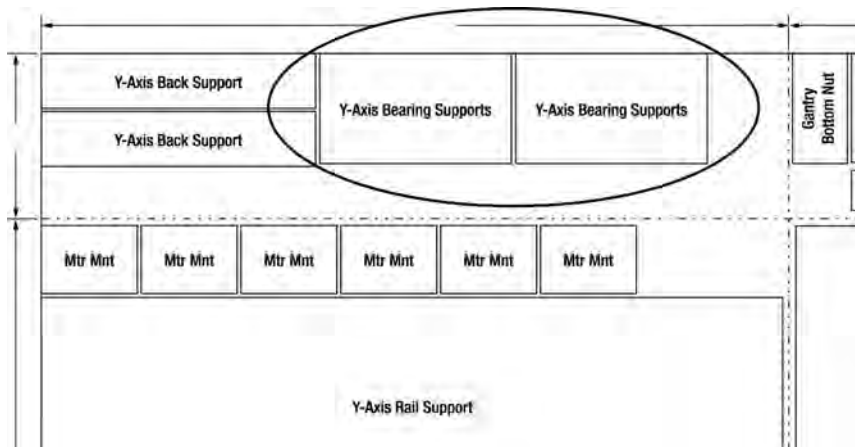 Y-Axis Back Support
Y-Axis Bearing Supports
Y-Axis Bearing Supports
Gantry
Bottom Nut
Y-Axis Back Support
Mtr Mnt
Mtr Mnt
Mtr Mnt
Mtr Mnt
Mtr Mnt
Mtr Mnt
Y-Axis Rail Support